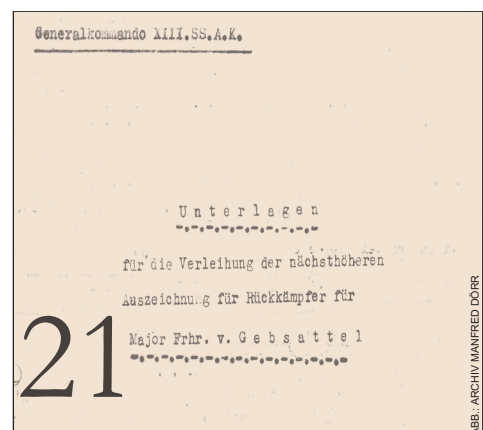 Generalkommando XIII.SS.A.K.
Unterlagen
für die Verleihung der nächsthöheren
Auszeichnung für Rückkämpfer für
Major Frhr. v. Gebsattel
21
ABB.: ARCHIV MANFRED DÖRR